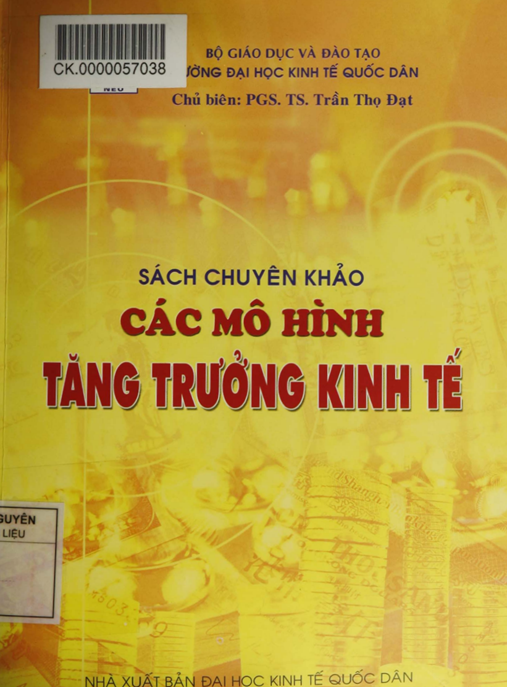 CK.0000057038
BỘ GIÁO DỤC VÀ ĐÀO TẠO
ƯỜNG ĐẠI HỌC KINH TẾ QUỐC DÂN
NEU
Chủ biên: PGS. TS. Trần Thọ Đạt
SÁCH CHUYÊN KHẢO
CÁC MÔ HÌNH
TĂNG TRƯỞNG KINH TẾ
GUYÊN
LIỆU
NHÀ XUẤT BẢN ĐẠI HỌC KINH TẾ QUỐC DÂN